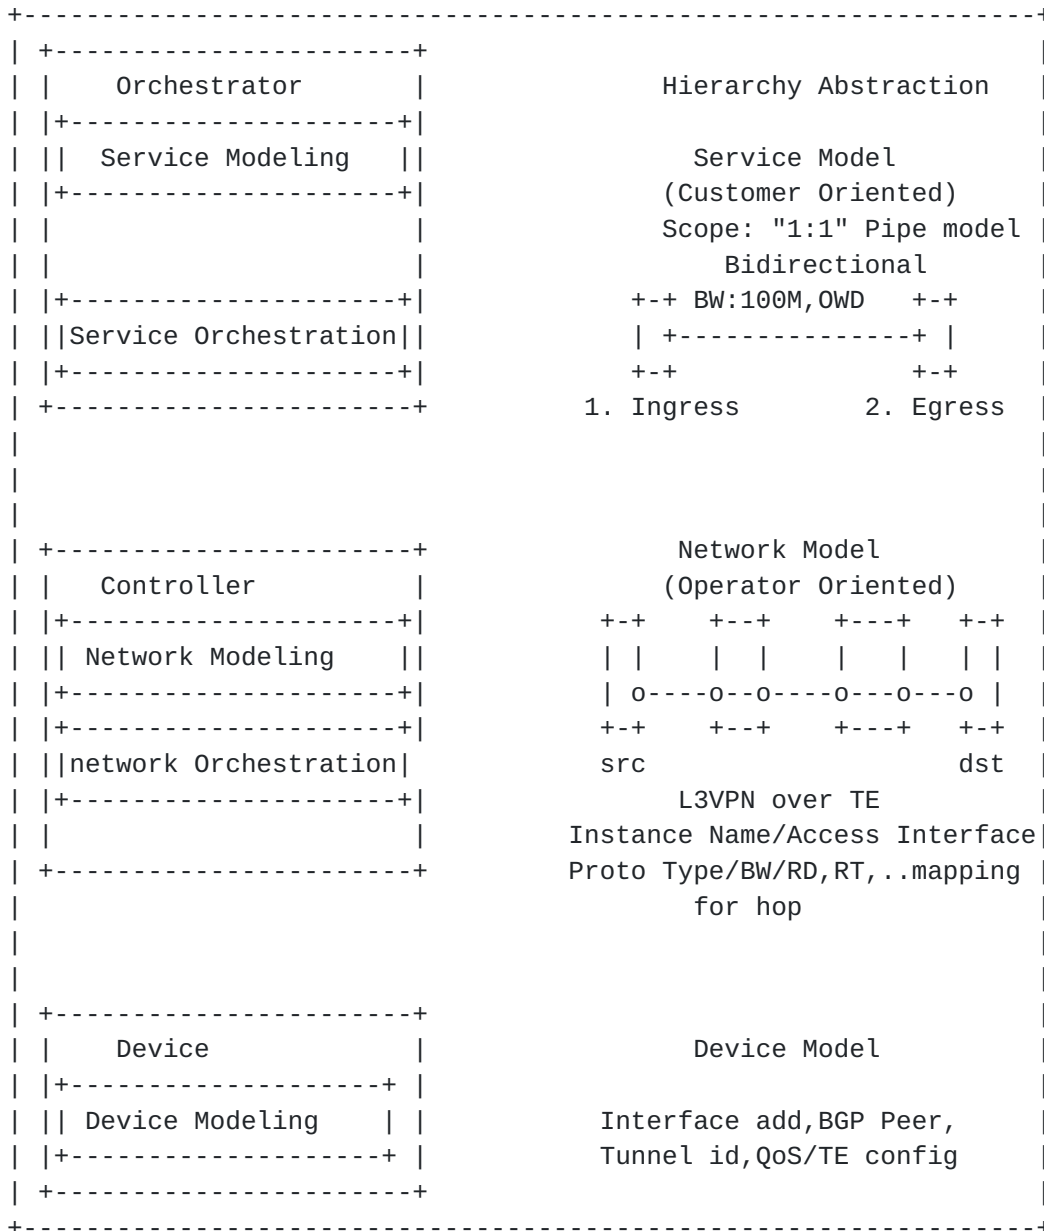 +-----------------------------------------------------------------+
| +-----------------------+                                       |
| |    Orchestrator       |               Hierarchy Abstraction   |
| |+---------------------+|                                       |
| ||  Service Modeling   ||                 Service Model         |
| |+---------------------+|               (Customer Oriented)     |
| |                       |               Scope: "1:1" Pipe model |
| |                       |                   Bidirectional       |
| |+---------------------+|             +-+ BW:100M,OWD   +-+     |
| ||Service Orchestration||             | +---------------+ |     |
| |+---------------------+|             +-+               +-+     |
| +-----------------------+          1. Ingress        2. Egress  |
|                                                                 |
|                                                                 |
|                                                                 |
| +-----------------------+                Network Model          |
| |   Controller          |               (Operator Oriented)     |
| |+---------------------+|           +-+    +--+    +---+   +-+  |
| || Network Modeling    ||           | |    |  |    |   |   | |  |
| |+---------------------+|           | o----o--o----o---o---o |  |
| |+---------------------+|           +-+    +--+    +---+   +-+  |
| ||network Orchestration|            src                    dst  |
| |+---------------------+|                L3VPN over TE          |
| |                       |         Instance Name/Access Interface|
| +-----------------------+         Proto Type/BW/RD,RT,..mapping |
|                                           for hop               |
|                                                                 |
|                                                                 |
| +-----------------------+                                       |
| |    Device             |                 Device Model          |
| |+--------------------+ |                                       |
| || Device Modeling    | |           Interface add,BGP Peer,     |
| |+--------------------+ |           Tunnel id,QoS/TE config     |
| +-----------------------+                                       |
+-----------------------------------------------------------------+